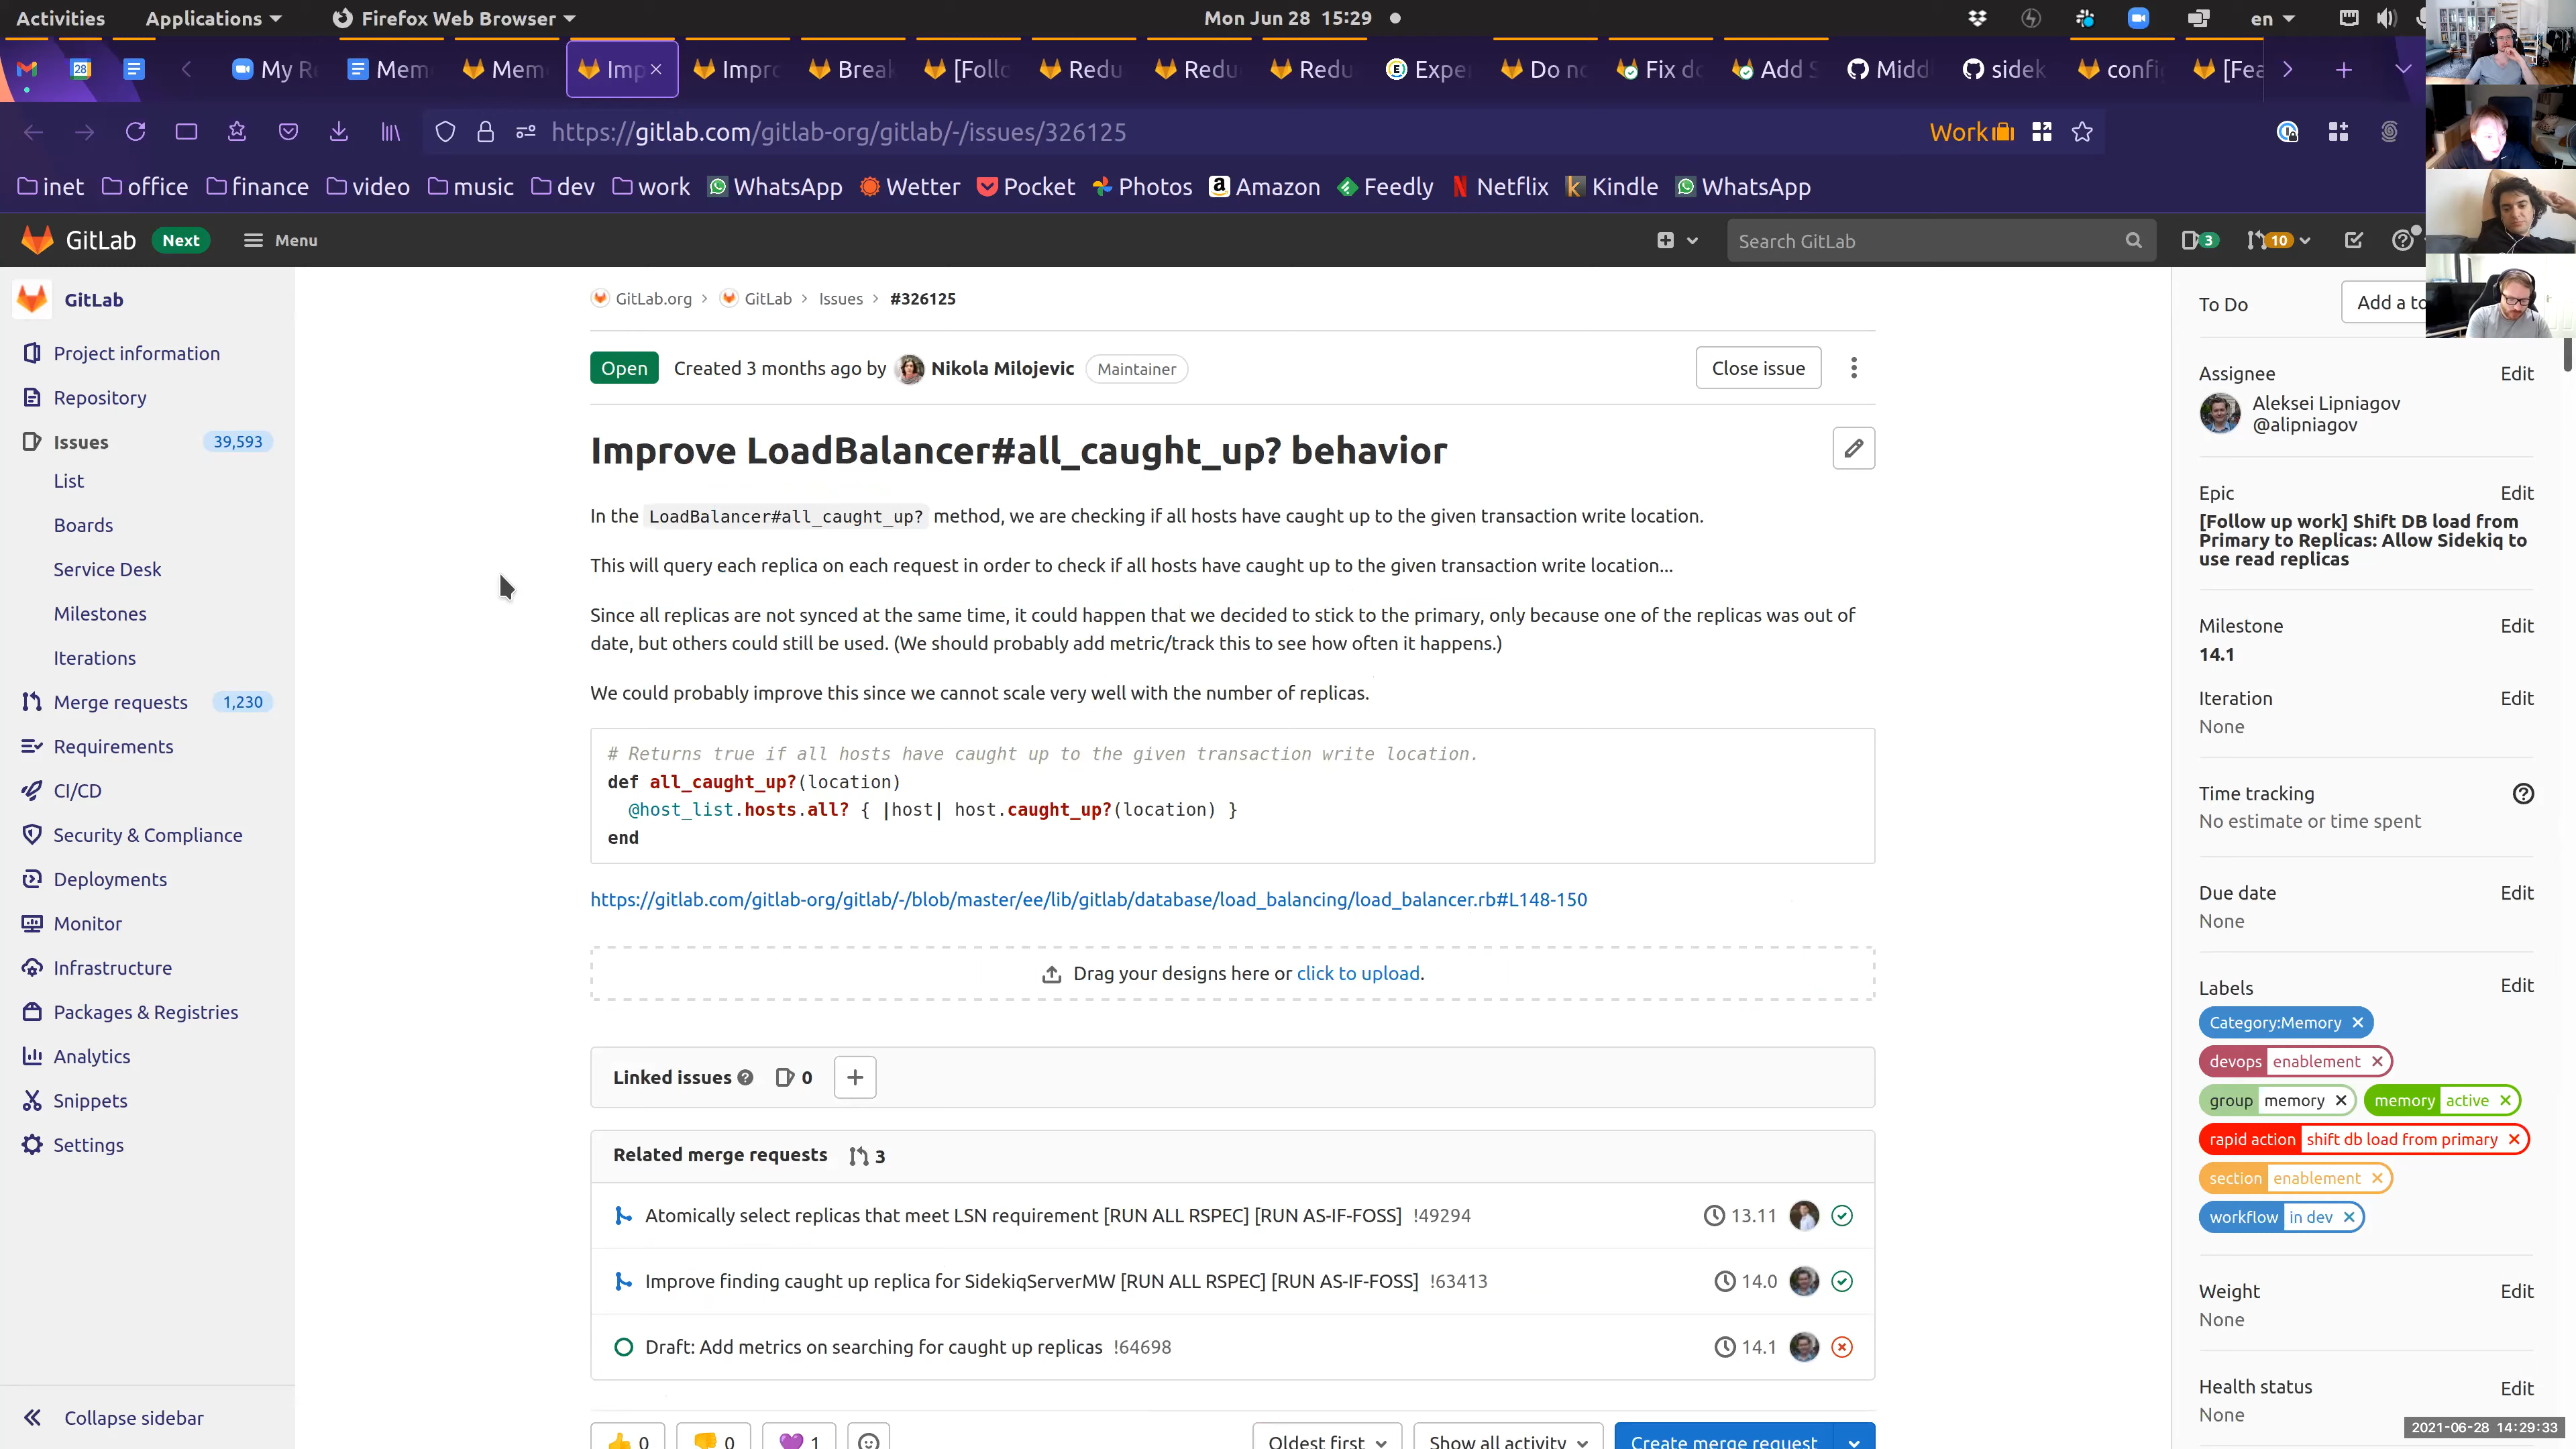 Activities
Applications
Firefox Web Browser
Mon Jun 28 15:29
en
28
My R
Mem
Mem
Imp
Impr
Brea
[Follo
Redu
Redu
Redu
Expe
Do n
Fix do
Add S
Midd
sidek
confi
[Fea
https://gitlab.com/gitlab-org/gitlab/-/issues/326125
Work
inet
office
finance
video
music
dev
work
WhatsApp
Wetter
Pocket
Photos
Amazon
Feedly
Netflix
Kindle
WhatsApp
GitLab
Next
Menu
Search GitLab
3
10
GitLab
Project information
Repository
Issues 39,593
List
Boards
Service Desk
Milestones
Iterations
Merge requests 1,230
Requirements
CI/CD
Security & Compliance
Deployments
Monitor
Infrastructure
Packages & Registries
Analytics
Snippets
Settings
Collapse sidebar
GitLab.org > GitLab > Issues > #326125
Open Created 3 months ago by Nikola Milojevic Maintainer
Close issue
Improve LoadBalancer#all_caught_up? behavior
In the LoadBalancer#all_caught_up? method, we are checking if all hosts have caught up to the given transaction write location.
This will query each replica on each request in order to check if all hosts have caught up to the given transaction write location...
Since all replicas are not synced at the same time, it could happen that we decided to stick to the primary, only because one of the replicas was out of
date, but others could still be used. (We should probably add metric/track this to see how often it happens.)
We could probably improve this since we cannot scale very well with the number of replicas.
# Returns true if all hosts have caught up to the given transaction write location.
def all_caught_up?(location)
@host_list.hosts.all? { |host| host.caught_up?(location) }
end
https://gitlab.com/gitlab-org/gitlab/-/blob/master/ee/lib/gitlab/database/load_balancing/load_balancer.rb#L148-150
Drag your designs here or click to upload.
Linked issues 0
Related merge requests 3
Atomically select replicas that meet LSN requirement [RUN ALL RSPEC] [RUN AS-IF-FOSS] !49294 13.11
Improve finding caught up replica for SidekiqServerMW [RUN ALL RSPEC] [RUN AS-IF-FOSS] !63413 14.0
Draft: Add metrics on searching for caught up replicas !64698 14.1
0
0
1
Oldest first
Show all activity
Create merge request
To Do
Add a to
Assignee Edit
Aleksei Lipniagov
@alipniagov
Epic Edit
[Follow up work] Shift DB load from
Primary to Replicas: Allow Sidekiq to
use read replicas
Milestone Edit
14.1
Iteration Edit
None
Time tracking
No estimate or time spent
Due date Edit
None
Labels Edit
Category:Memory
devops enablement
group memory
memory active
rapid action shift db load from primary
section enablement
workflow in dev
Weight Edit
None
Health status Edit
None
2021-06-28 14:29:33